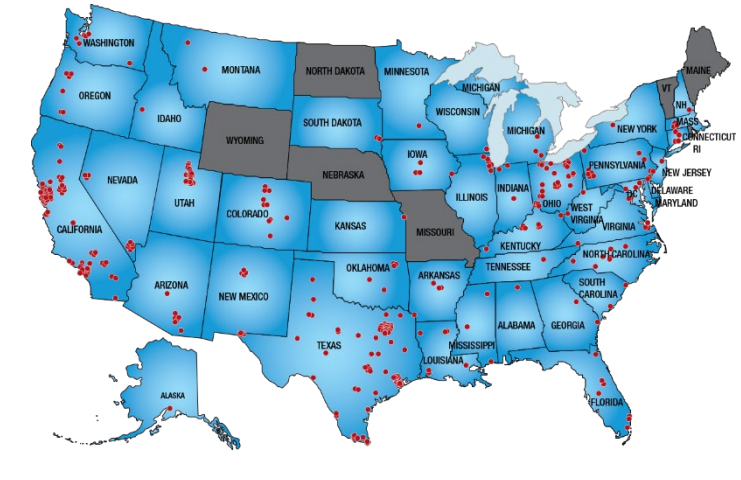 WASHINGTON
MONTANA
NORTH DAKOTA
MINNESOTA
MICHIGAN
VT
MAINE
OREGON
IDAHO
SOUTH DAKOTA
WISCONSIN
MICHIGAN
NH
NEW YORK
MASS
CONNECTICUT
RI
WYOMING
IOWA
NEBRASKA
PENNSYLVANIA
NEW JERSEY
NEVADA
UTAH
COLORADO
ILLINOIS
INDIANA
OHIO
WEST
VIRGINIA
DC
DELAWARE
MARYLAND
CALIFORNIA
KANSAS
MISSOURI
VIRGINIA
KENTUCKY
ARIZONA
NEW MEXICO
OKLAHOMA
ARKANSAS
TENNESSEE
NORTH CAROLINA
SOUTH
CAROLINA
TEXAS
LOUISIANA
MISSISSIPPI
ALABAMA
GEORGIA
ALASKA
FLORIDA